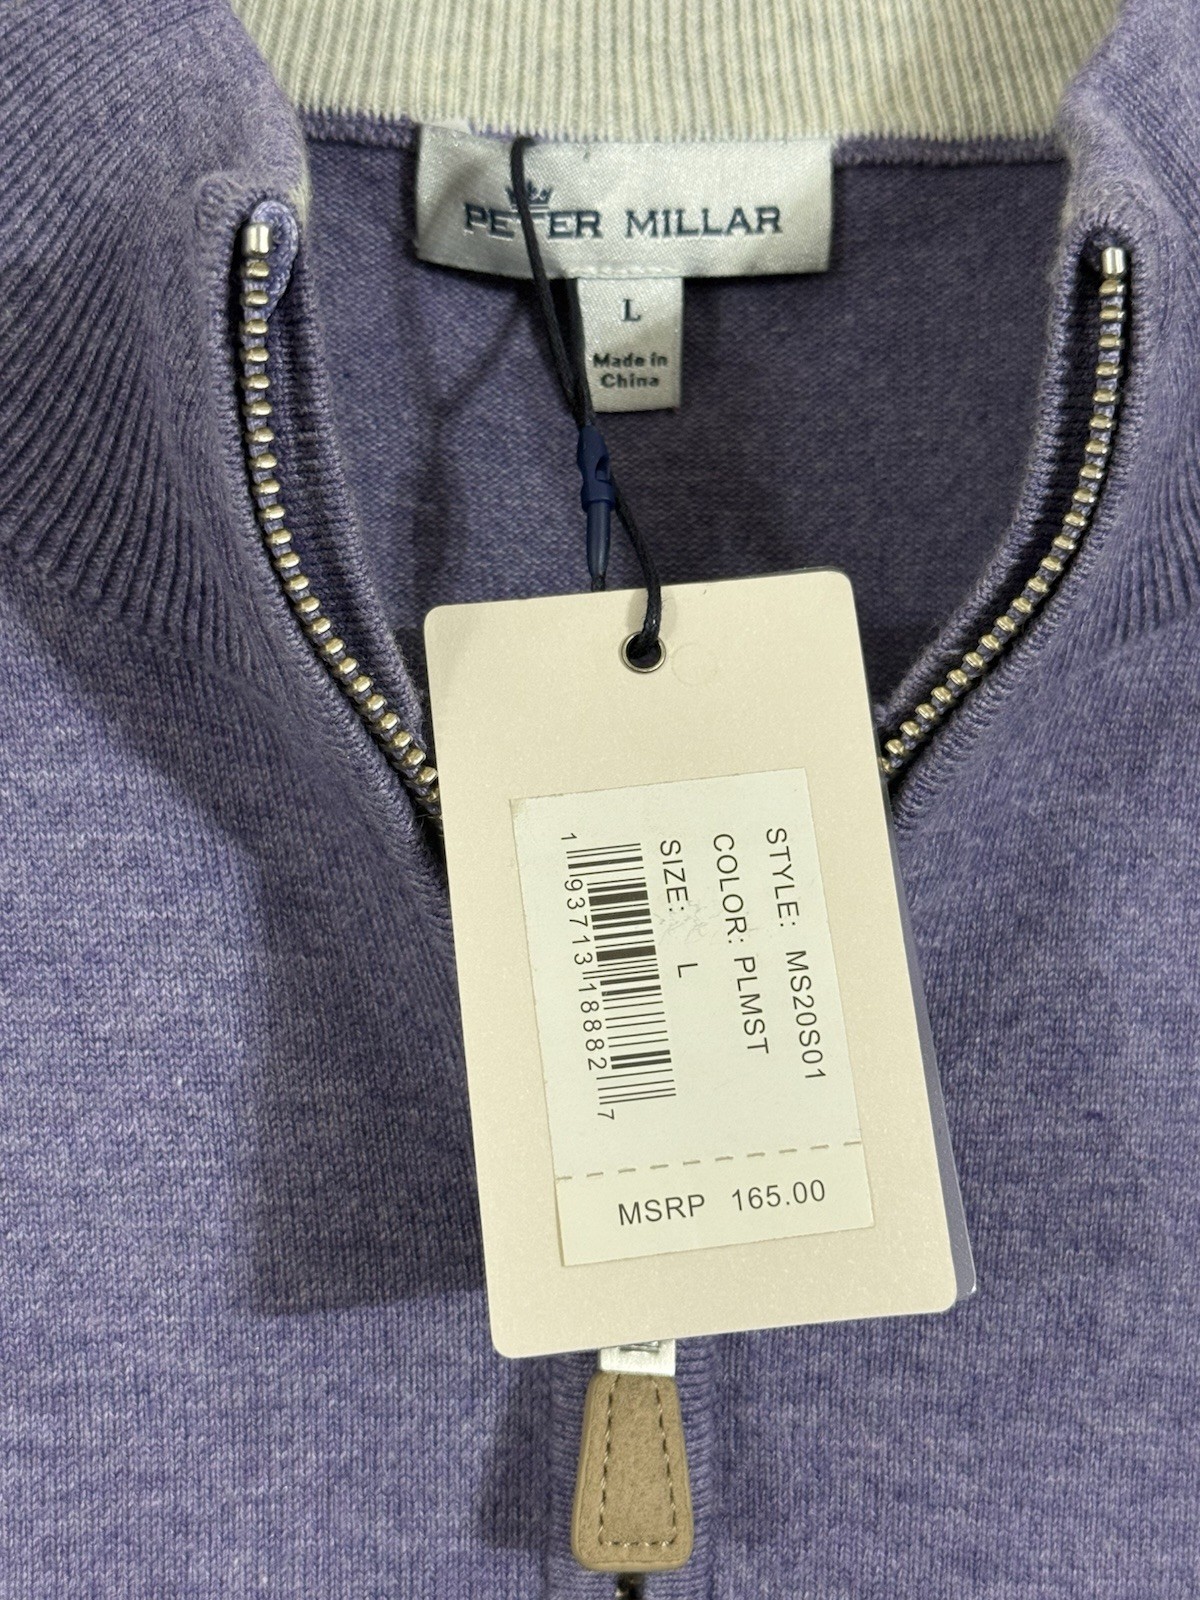 PETER MILLAR
L
Made in
China
STYLE: MS20S01
COLOR: PLMST
SIZE: L
1 93713 18882 7
MSRP 165.00